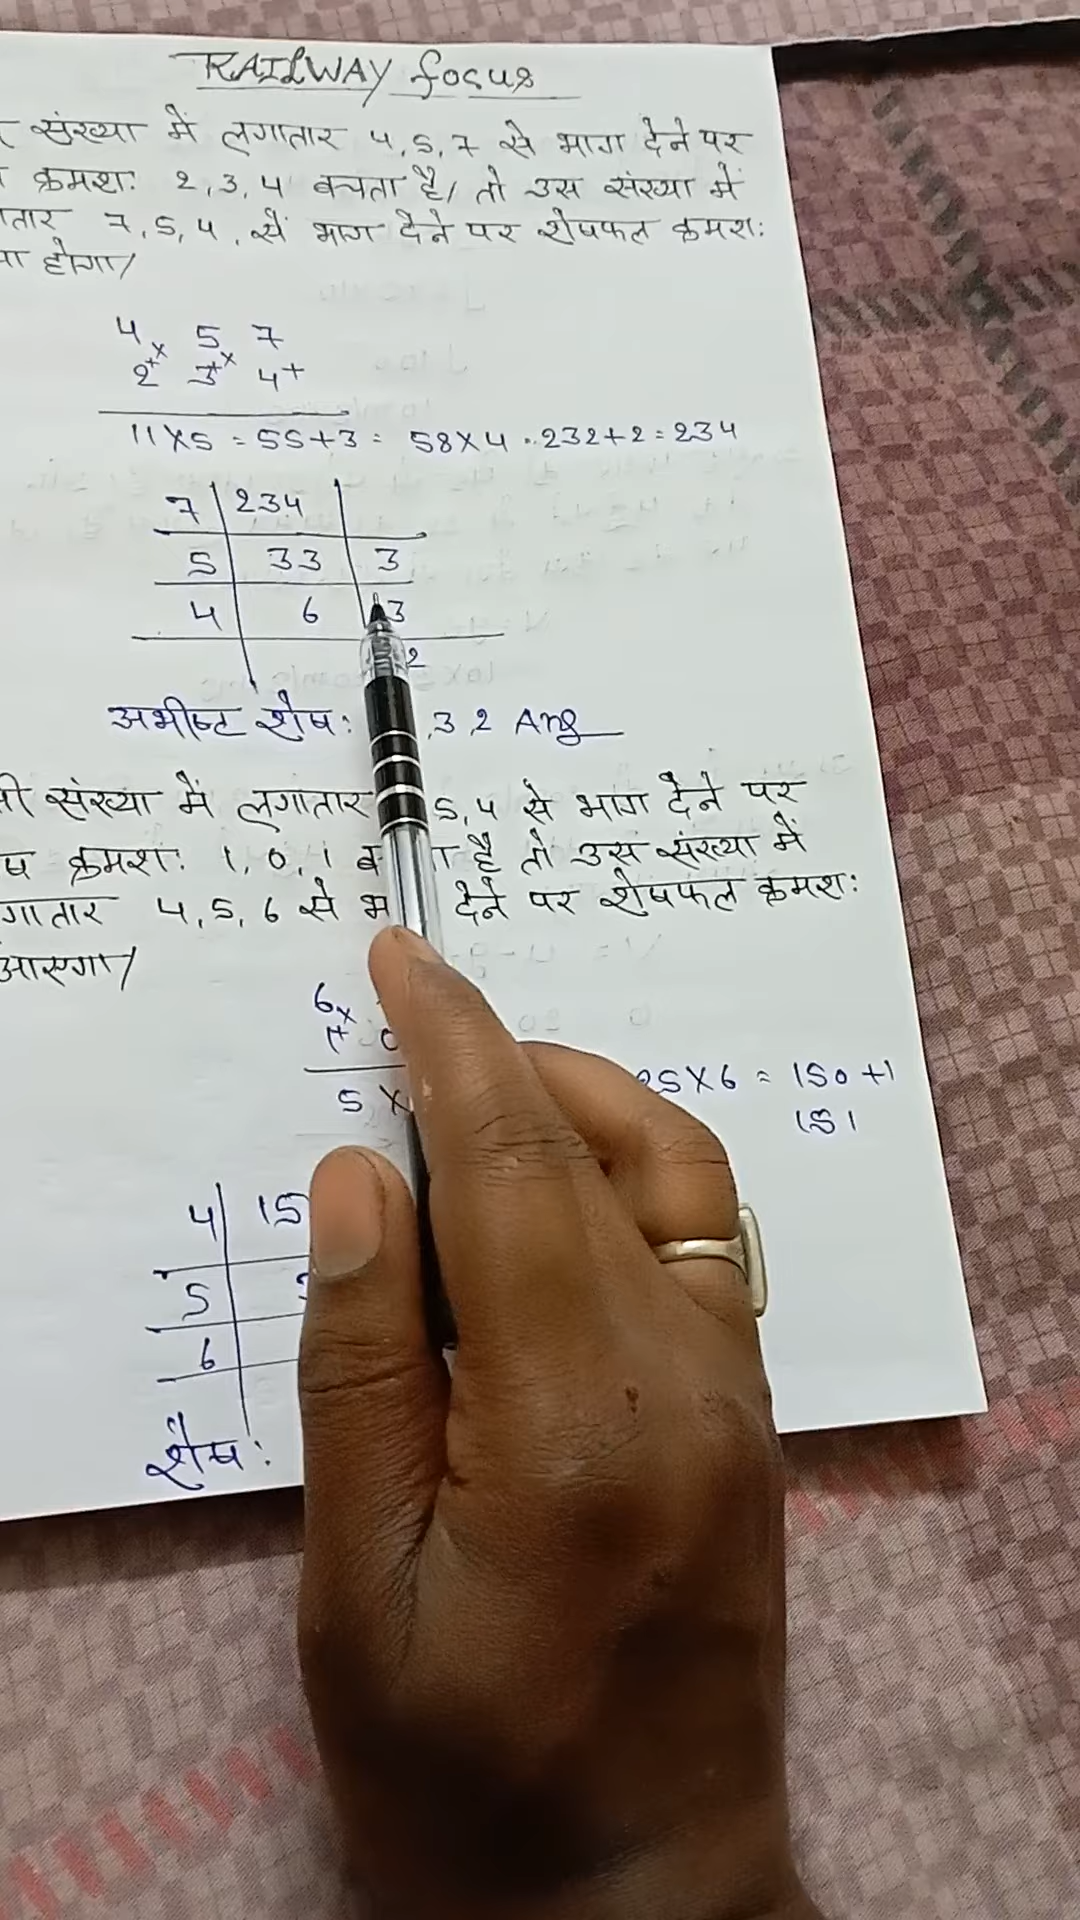 RAILWAY focus
संख्या में लगातार 4, 5, 7 से भाग देने पर
क्रमशः 2, 3, 4 बचता है/ तो उस संख्या में
7, 5, 4, से भाग देने पर शेषफल क्रमशः
होगा/
4 x 5 7
2 + 3 + x 4 +
11 X 5 = 55 + 3 = 58 X 4 = 232 + 2 = 234
7 234
5 33 3
4 6 3
2
अभीष्ट शेष: , 3, 2 Ans
संख्या में लगातार 5, 4 से भाग देने पर
क्रमशः 1, 0, 1 है तो उस संख्या में
4, 5, 6 से देने पर शेषफल क्रमशः
आएगा/
6 x
1 + 0
5 X 25 X 6 = 150 + 1
151
4 15
5
6
शेष: